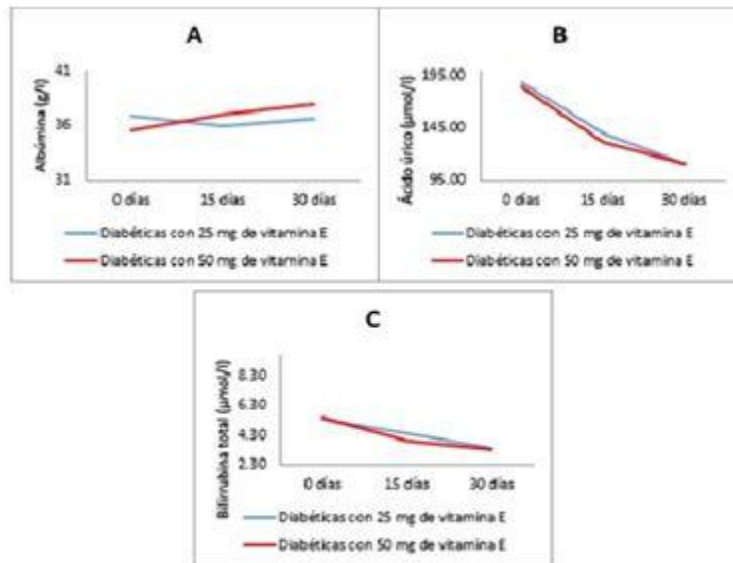 A
Albúmina (g/l)
41
36
31
0 días 15 días 30 días
Diabéticas con 25 mg de vitamina E
Diabéticas con 50 mg de vitamina E
B
Ácido úrico (µmol/l)
195.00
145.00
95.00
0 días 15 días 30 días
Diabéticas con 25 mg de vitamina E
Diabéticas con 50 mg de vitamina E
C
Bilirrubina total (µmol/l)
8.30
6.30
4.30
2.30
0 días 15 días 30 días
Diabéticas con 25 mg de vitamina E
Diabéticas con 50 mg de vitamina E